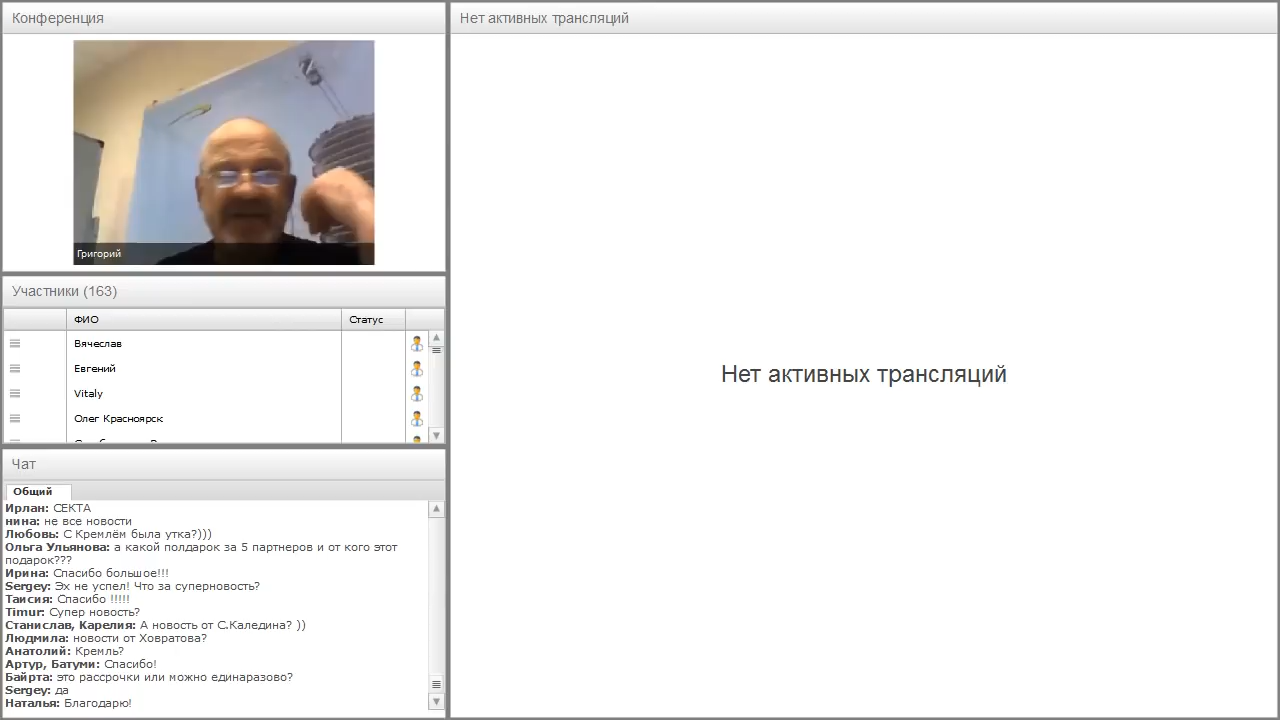 Конференция
Нет активных трансляций
Григорий
Участники (163)
ФИО
Статус
Вячеслав
Евгений
Vitaly
Олег Красноярск
Нет активных трансляций
Чат
Общий
Ирлан: СЕКТА
нина: не все новости
Любовь: С Кремлём была утка?)))
Ольга Ульянова: а какой полдарок за 5 партнеров и от кого этот
подарок???
Ирина: Спасибо большое!!!
Sergey: Эх не успел! Что за суперновость?
Таисия: Спасибо !!!!!
Timur: Супер новость?
Станислав, Карелия: А новость от С.Каледина? ))
Людмила: новости от Ховратова?
Анатолий: Кремль?
Артур, Батуми: Спасибо!
Байрта: это рассрочки или можно единаразово?
Sergey: да
Наталья: Благодарю!